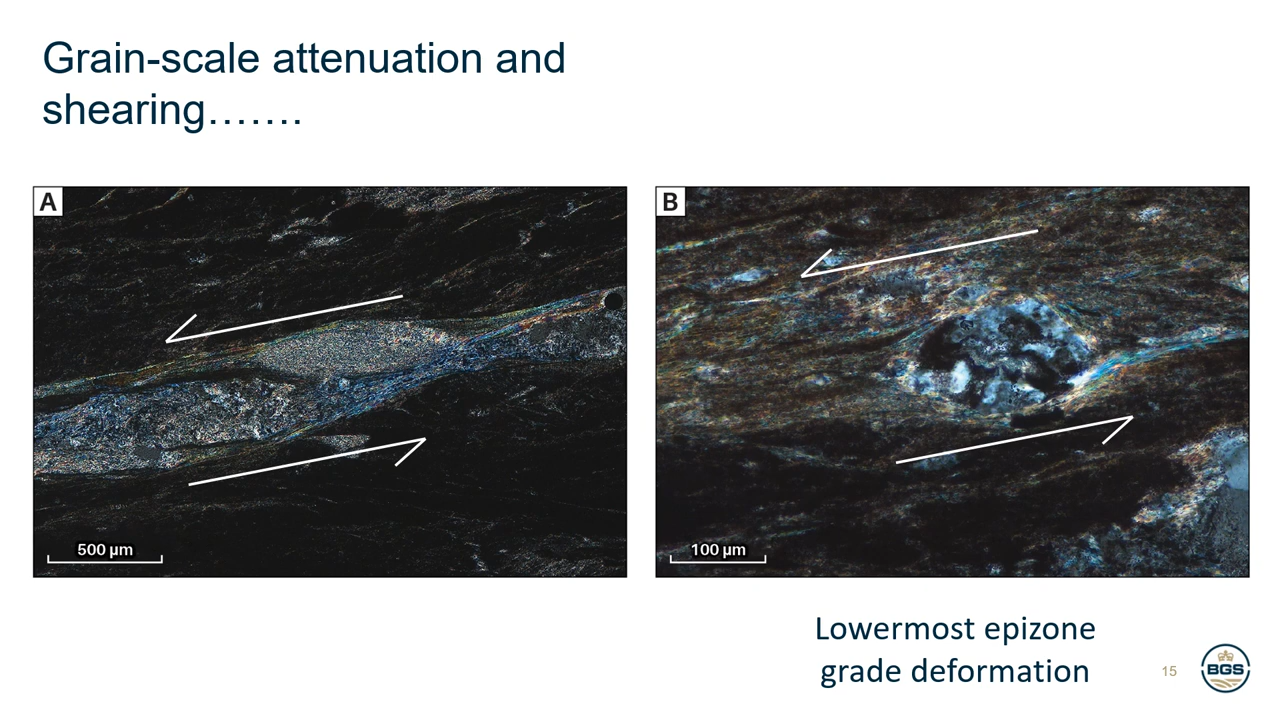 Grain-scale attenuation and
shearing…….
A
B
500 µm
100 µm
Lowermost epizone
grade deformation
15
BGS